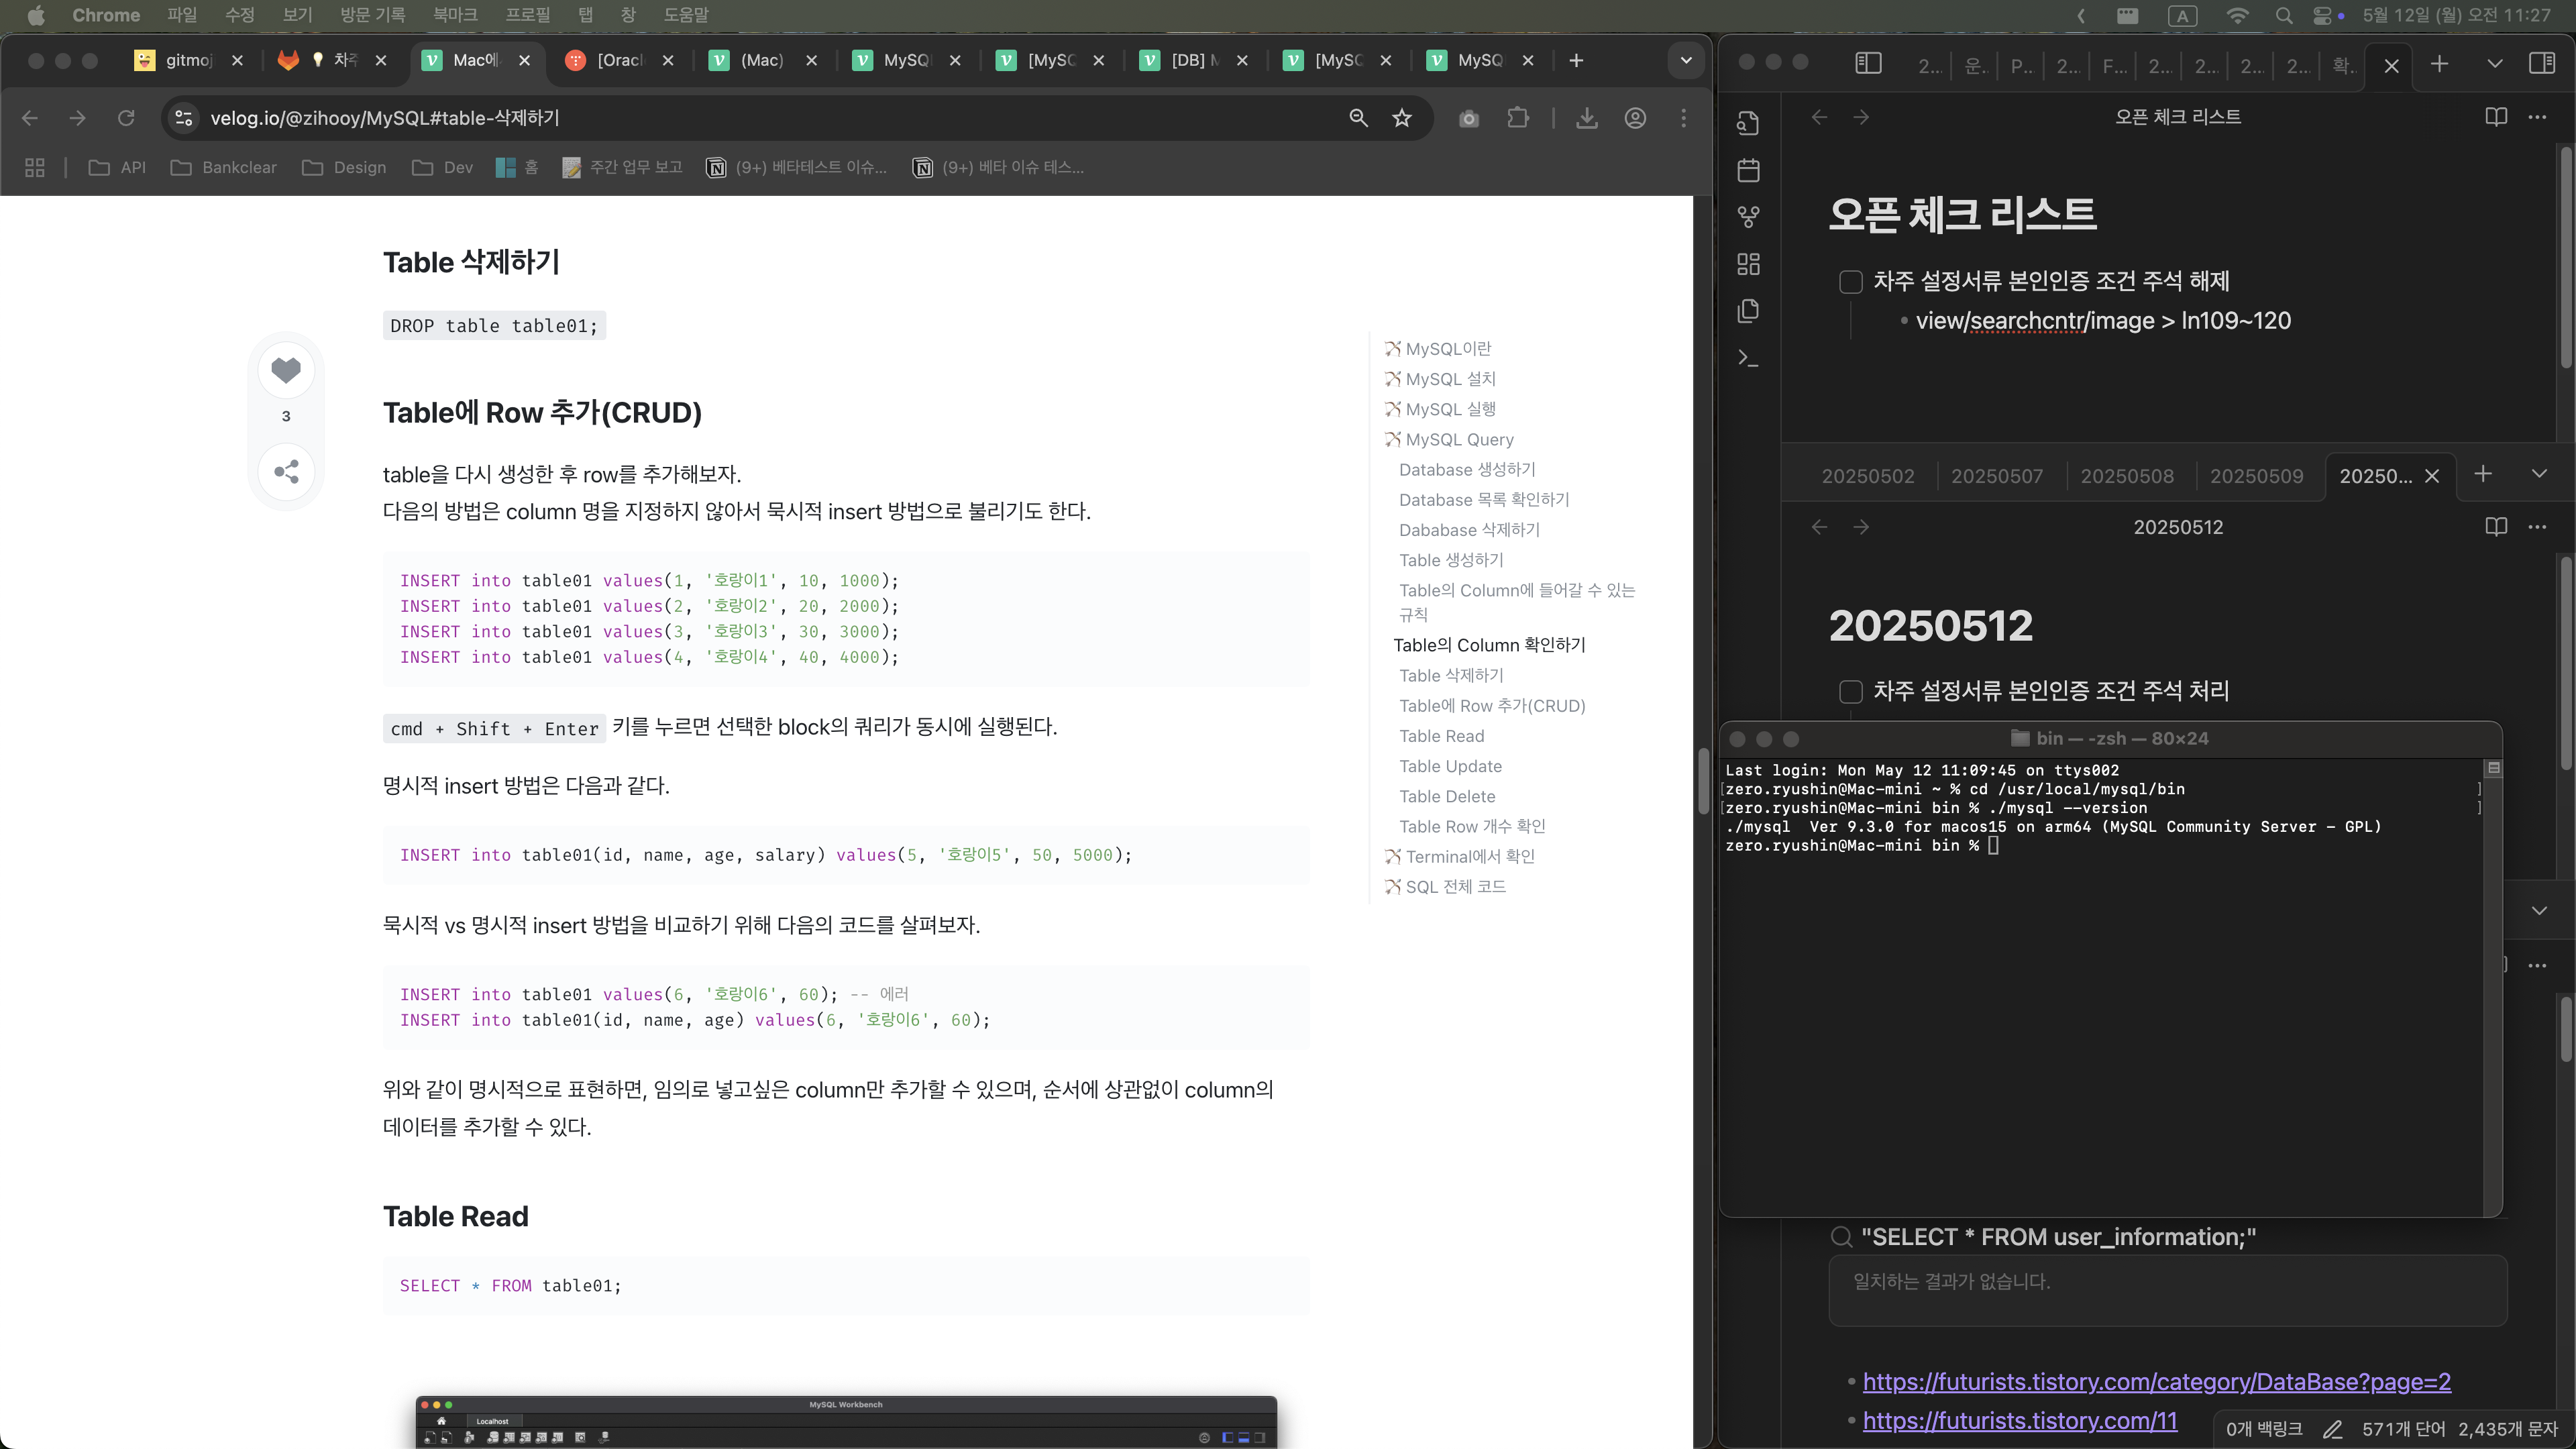 Chrome 파일 수정 보기 방문 기록 북마크 프로필 탭 창 도움말
A 5월 12일 (월) 오전 11:27
gitmoj 차주 Mac에 [Oracl (Mac) MySQ [MySQ [DB] M [MySQ MySQ
velog.io/@zihooy/MySQL#table-삭제하기
API Bankclear Design Dev 홈 주간 업무 보고 (9+) 베타테스트 이슈... (9+) 베타 이슈 테스...
Table 삭제하기
DROP table table01;
3
Table에 Row 추가(CRUD)
table을 다시 생성한 후 row를 추가해보자.
다음의 방법은 column 명을 지정하지 않아서 묵시적 insert 방법으로 불리기도 한다.
INSERT into table01 values(1, '호랑이1', 10, 1000);
INSERT into table01 values(2, '호랑이2', 20, 2000);
INSERT into table01 values(3, '호랑이3', 30, 3000);
INSERT into table01 values(4, '호랑이4', 40, 4000);
cmd + Shift + Enter 키를 누르면 선택한 block의 쿼리가 동시에 실행된다.
명시적 insert 방법은 다음과 같다.
INSERT into table01(id, name, age, salary) values(5, '호랑이5', 50, 5000);
묵시적 vs 명시적 insert 방법을 비교하기 위해 다음의 코드를 살펴보자.
INSERT into table01 values(6, '호랑이6', 60); -- 에러
INSERT into table01(id, name, age) values(6, '호랑이6', 60);
위와 같이 명시적으로 표현하면, 임의로 넣고싶은 column만 추가할 수 있으며, 순서에 상관없이 column의
데이터를 추가할 수 있다.
Table Read
SELECT * FROM table01;
MySQL Workbench
Localhost
MySQL이란
MySQL 설치
MySQL 실행
MySQL Query
Database 생성하기
Database 목록 확인하기
Dababase 삭제하기
Table 생성하기
Table의 Column에 들어갈 수 있는
규칙
Table의 Column 확인하기
Table 삭제하기
Table에 Row 추가(CRUD)
Table Read
Table Update
Table Delete
Table Row 개수 확인
Terminal에서 확인
SQL 전체 코드
2... 운.. P... 2... F... 2... 2... 2... 2... 확..
오픈 체크 리스트
오픈 체크 리스트
차주 설정서류 본인인증 조건 주석 해제
view/searchcntr/image > ln109~120
20250502 20250507 20250508 20250509 20250...
20250512
20250512
차주 설정서류 본인인증 조건 주석 처리
bin — -zsh — 80×24
Last login: Mon May 12 11:09:45 on ttys002
[zero.ryushin@Mac-mini ~ % cd /usr/local/mysql/bin ]
[zero.ryushin@Mac-mini bin % ./mysql --version ]
./mysql  Ver 9.3.0 for macos15 on arm64 (MySQL Community Server - GPL)
zero.ryushin@Mac-mini bin %
"SELECT * FROM user_information;"
일치하는 결과가 없습니다.
https://futurists.tistory.com/category/DataBase?page=2
https://futurists.tistory.com/11
0개 백링크 571개 단어 2,435개 문자